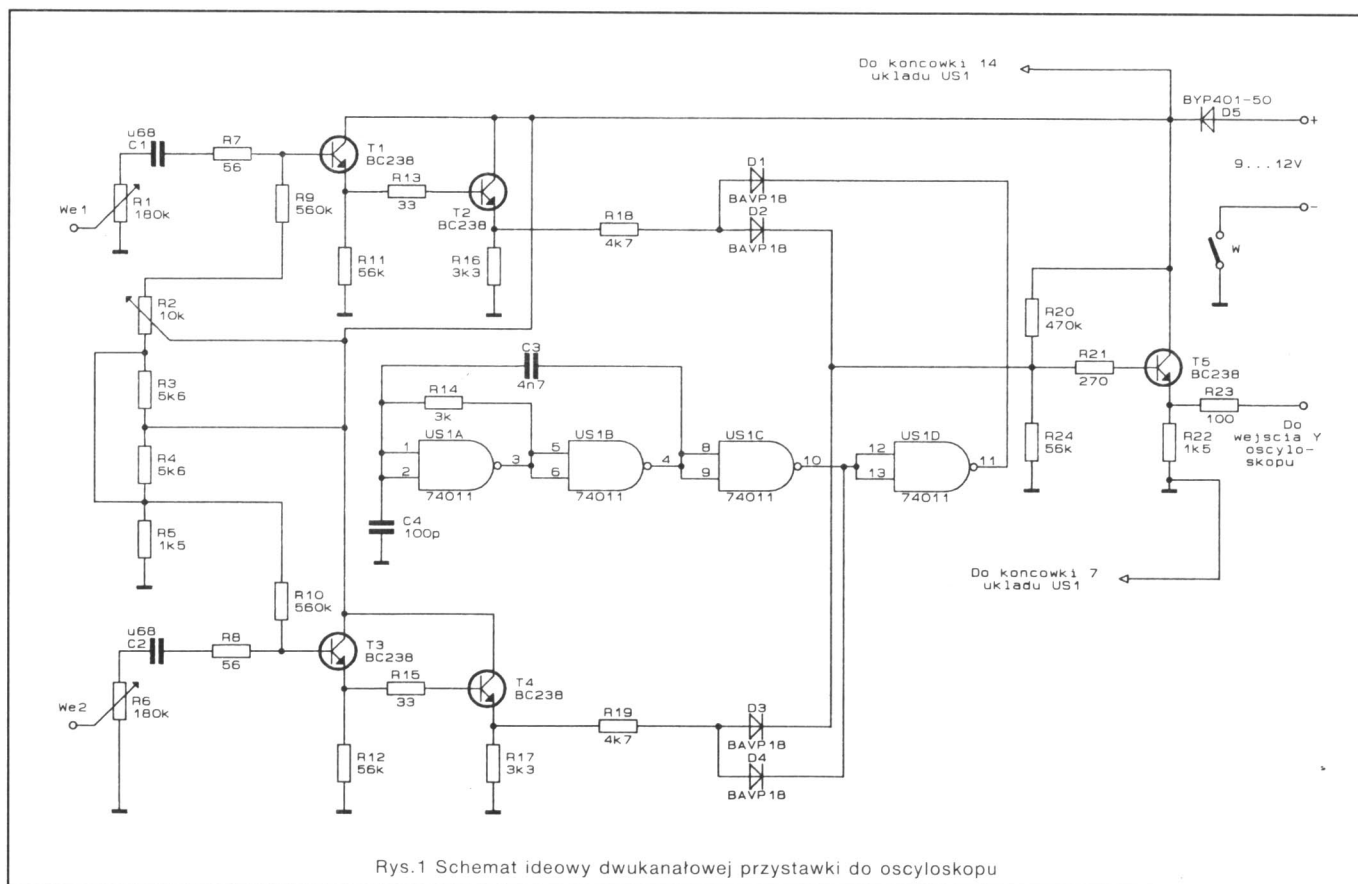 Do koncowki 14
ukladu US1
BYP401-50
D5
+
9...12V
-
W
u68
C1
R7
56
T1
BC238
We1
R1
180k
R9
560k
R13
33
T2
BC238
R11
56k
R16
3k3
R18
4k7
D1
BAVP18
D2
BAVP18
R2
10k
R3
5k6
R4
5k6
R5
1k5
C3
4n7
R14
3k
US1A
1
2
3
74011
US1B
5
6
4
74011
US1C
8
9
10
74011
US1D
12
13
11
74011
C4
100p
R20
470k
R21
270
T5
BC238
R23
100
R24
56k
R22
1k5
Do
wejscia Y
oscylo-
skopu
Do koncowki 7
ukladu US1
R10
560k
u68
C2
R8
56
T3
BC238
We2
R6
180k
R15
33
T4
BC238
R12
56k
R17
3k3
R19
4k7
D3
BAVP18
D4
BAVP18
Rys.1 Schemat ideowy dwukanałowej przystawki do oscyloskopu